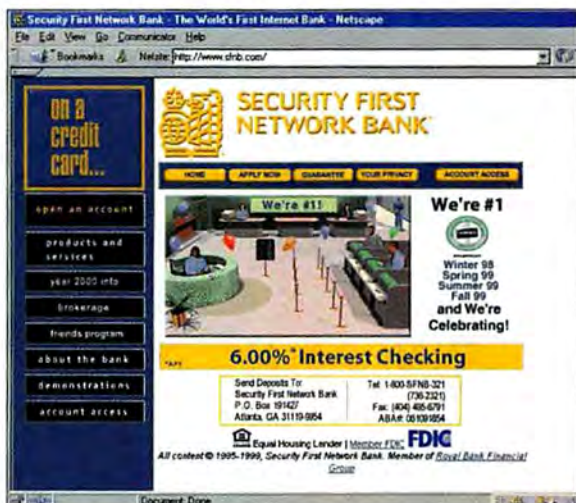 Security First Network Bank - The World's First Internet Bank - Netscape
File Edit View Go Communicator Help
Bookmarks Netsite: http://www.sfnb.com/
on a
credit
card...
SECURITY FIRST
NETWORK BANK
HOME APPLY NOW GUARANTEE YOUR PRIVACY ACCOUNT ACCESS
open an account
products and
services
year 2000 info
brokerage
friends program
about the bank
demonstrations
account access
We're #1!
We're #1
Winter 98
Spring 99
Summer 99
Fall 99
and We're
Celebrating!
6.00%* Interest Checking
Send Deposits To:
Security First Network Bank
P.O. Box 191427
Atlanta, GA 31119-9954
Tel: 1-800-SFNB-321
(736-2321)
Fax: (404) 495-6791
ABA#: 061091854
Equal Housing Lender | Member FDIC FDIC
All content © 1995-1999, Security First Network Bank. Member of Royal Bank Financial
Group
Document: Done